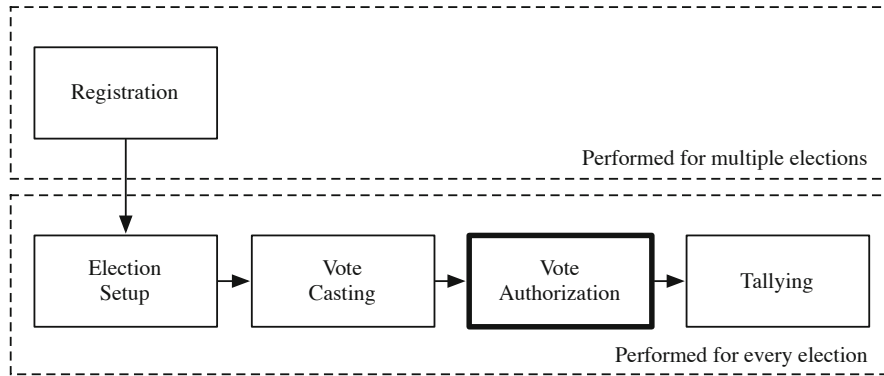 Registration
Performed for multiple elections
Election
Setup
Vote
Casting
Vote
Authorization
Tallying
Performed for every election